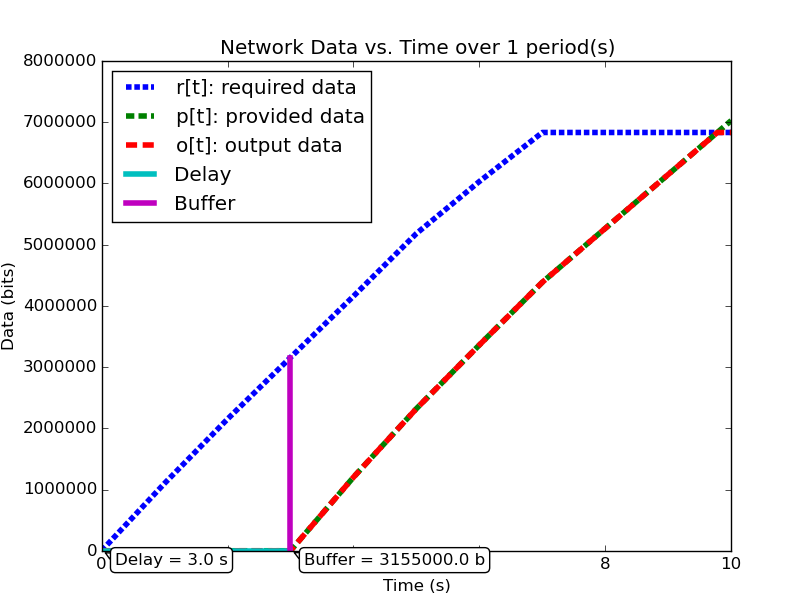 Network Data vs. Time over 1 period(s)
8000000
7000000
6000000
5000000
4000000
3000000
2000000
1000000
0
Data (bits)
r[t]: required data
p[t]: provided data
o[t]: output data
Delay
Buffer
Delay = 3.0 s
Buffer = 3155000.0 b
0
8
10
Time (s)